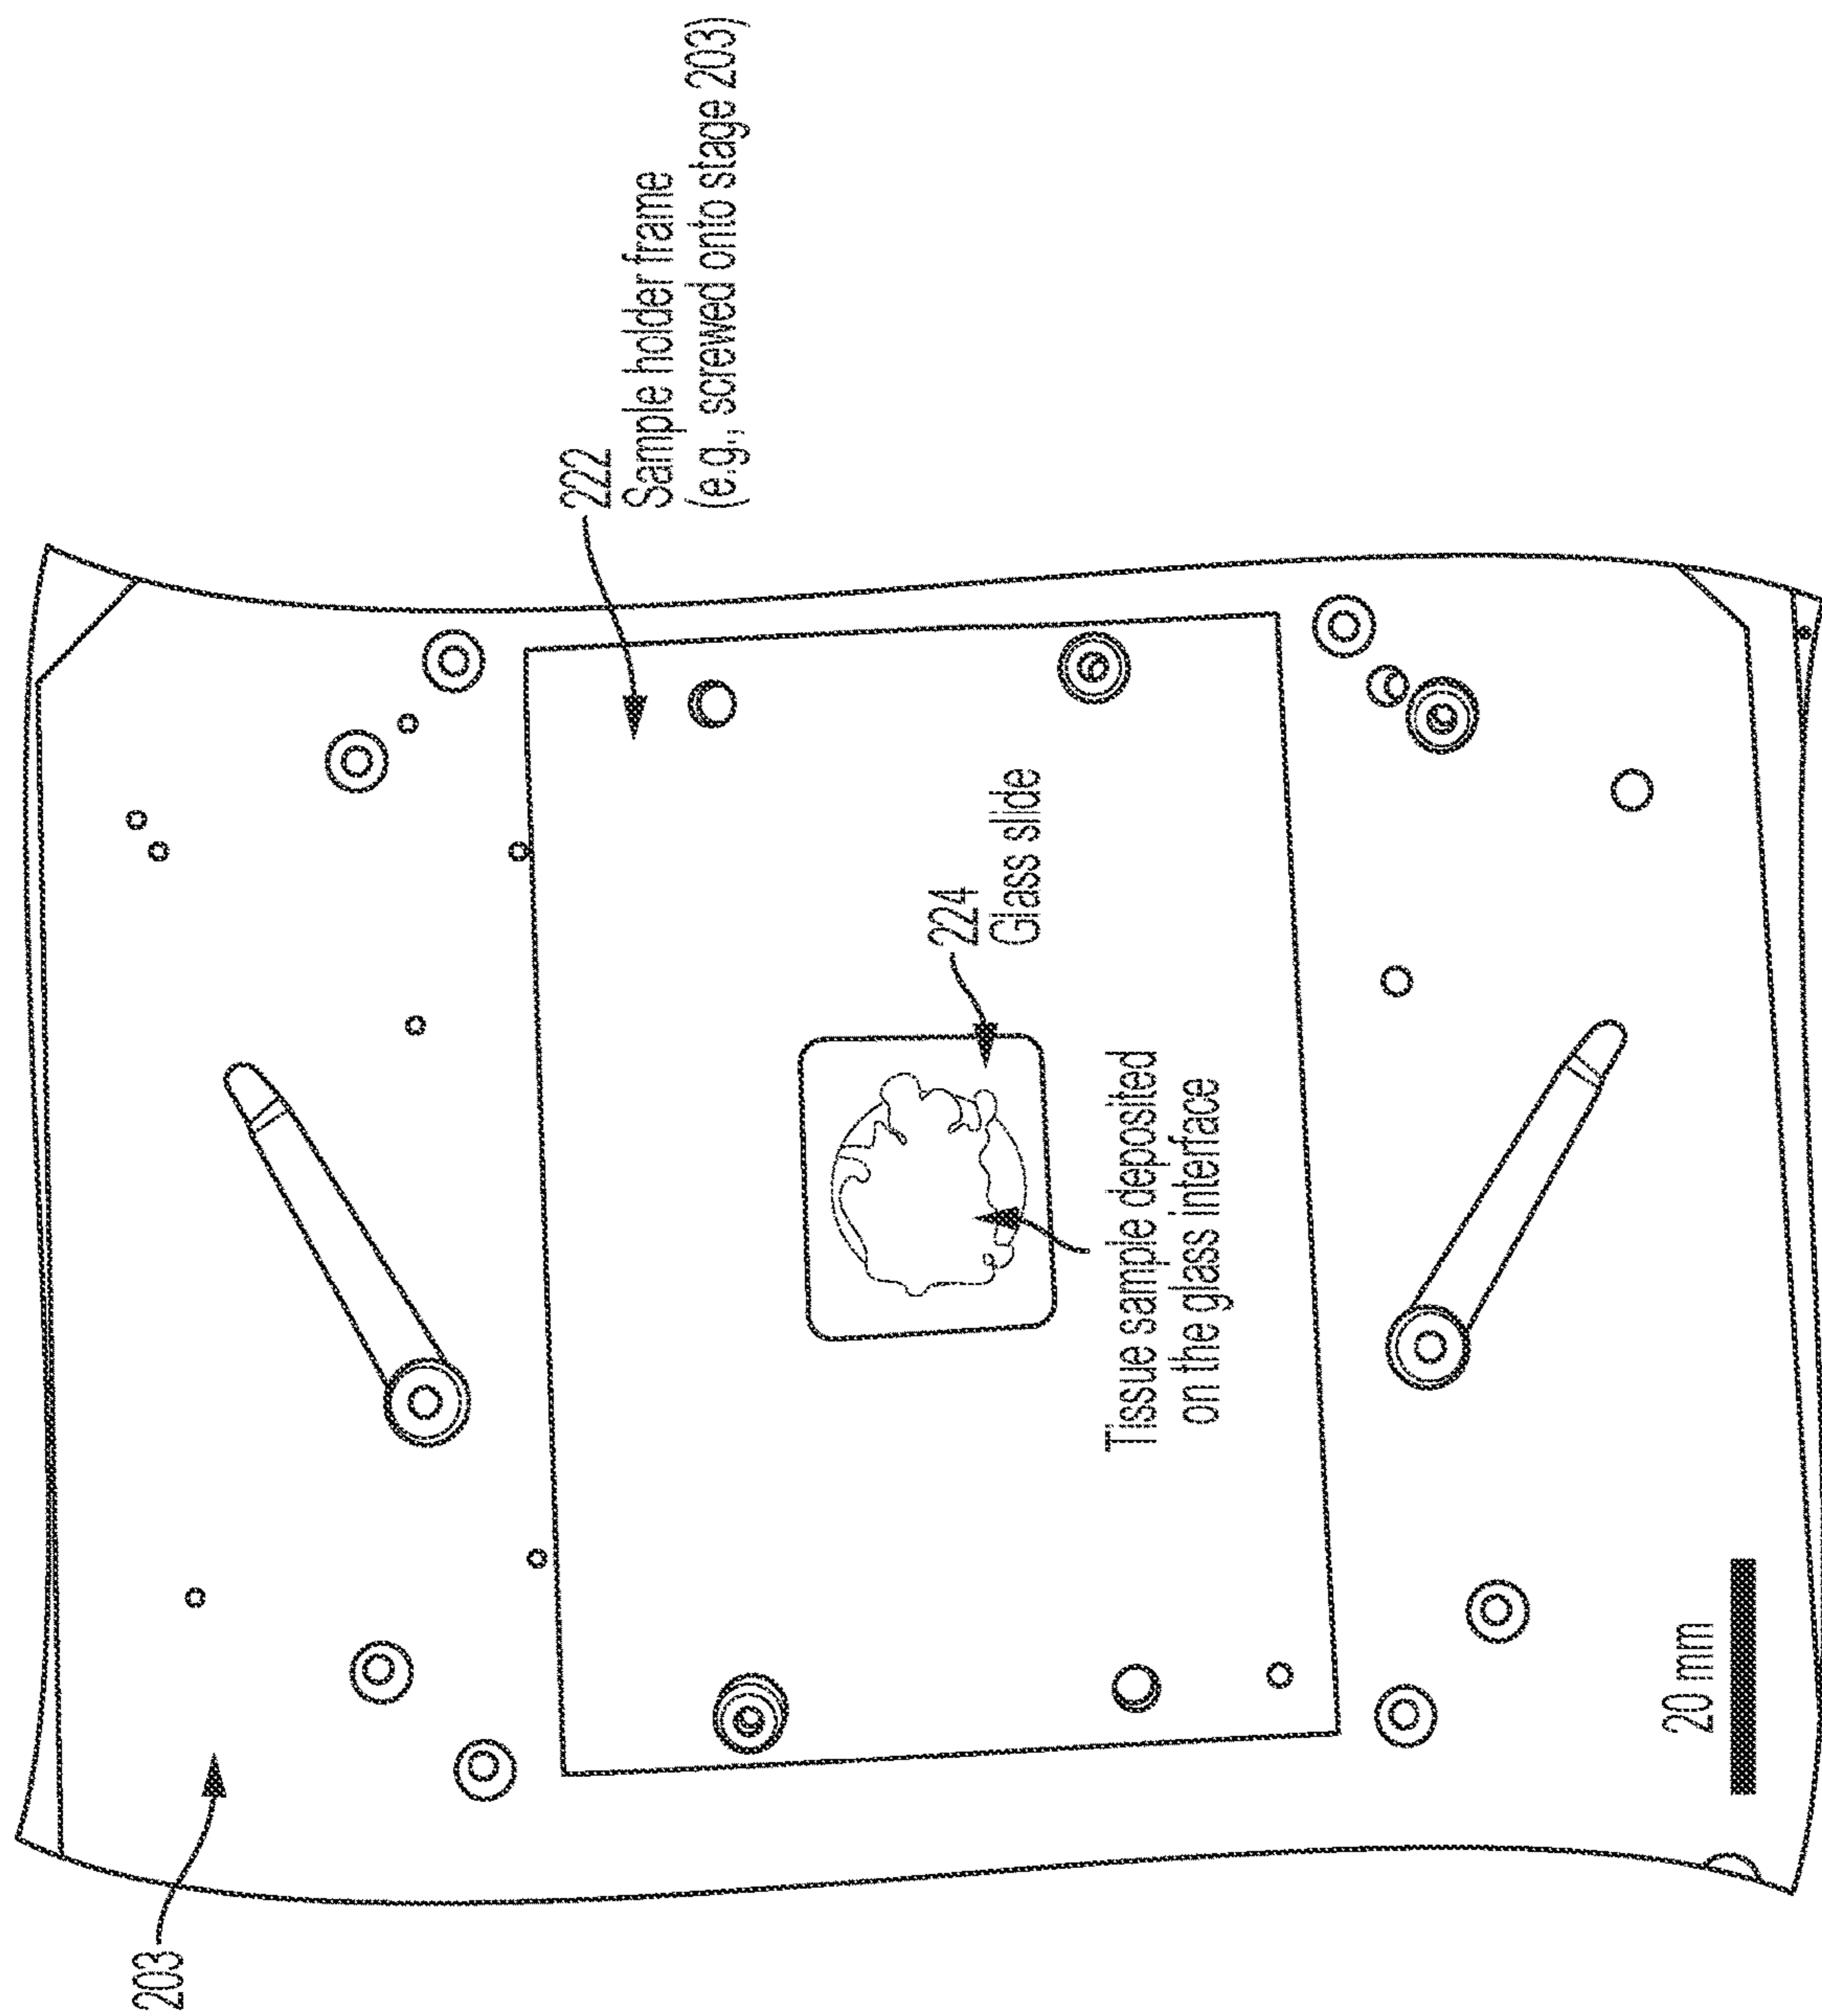 222
Sample holder frame
(e.g., screwed onto stage 203)
224
Glass slide
Tissue sample deposited
on the glass interface
203
20 mm